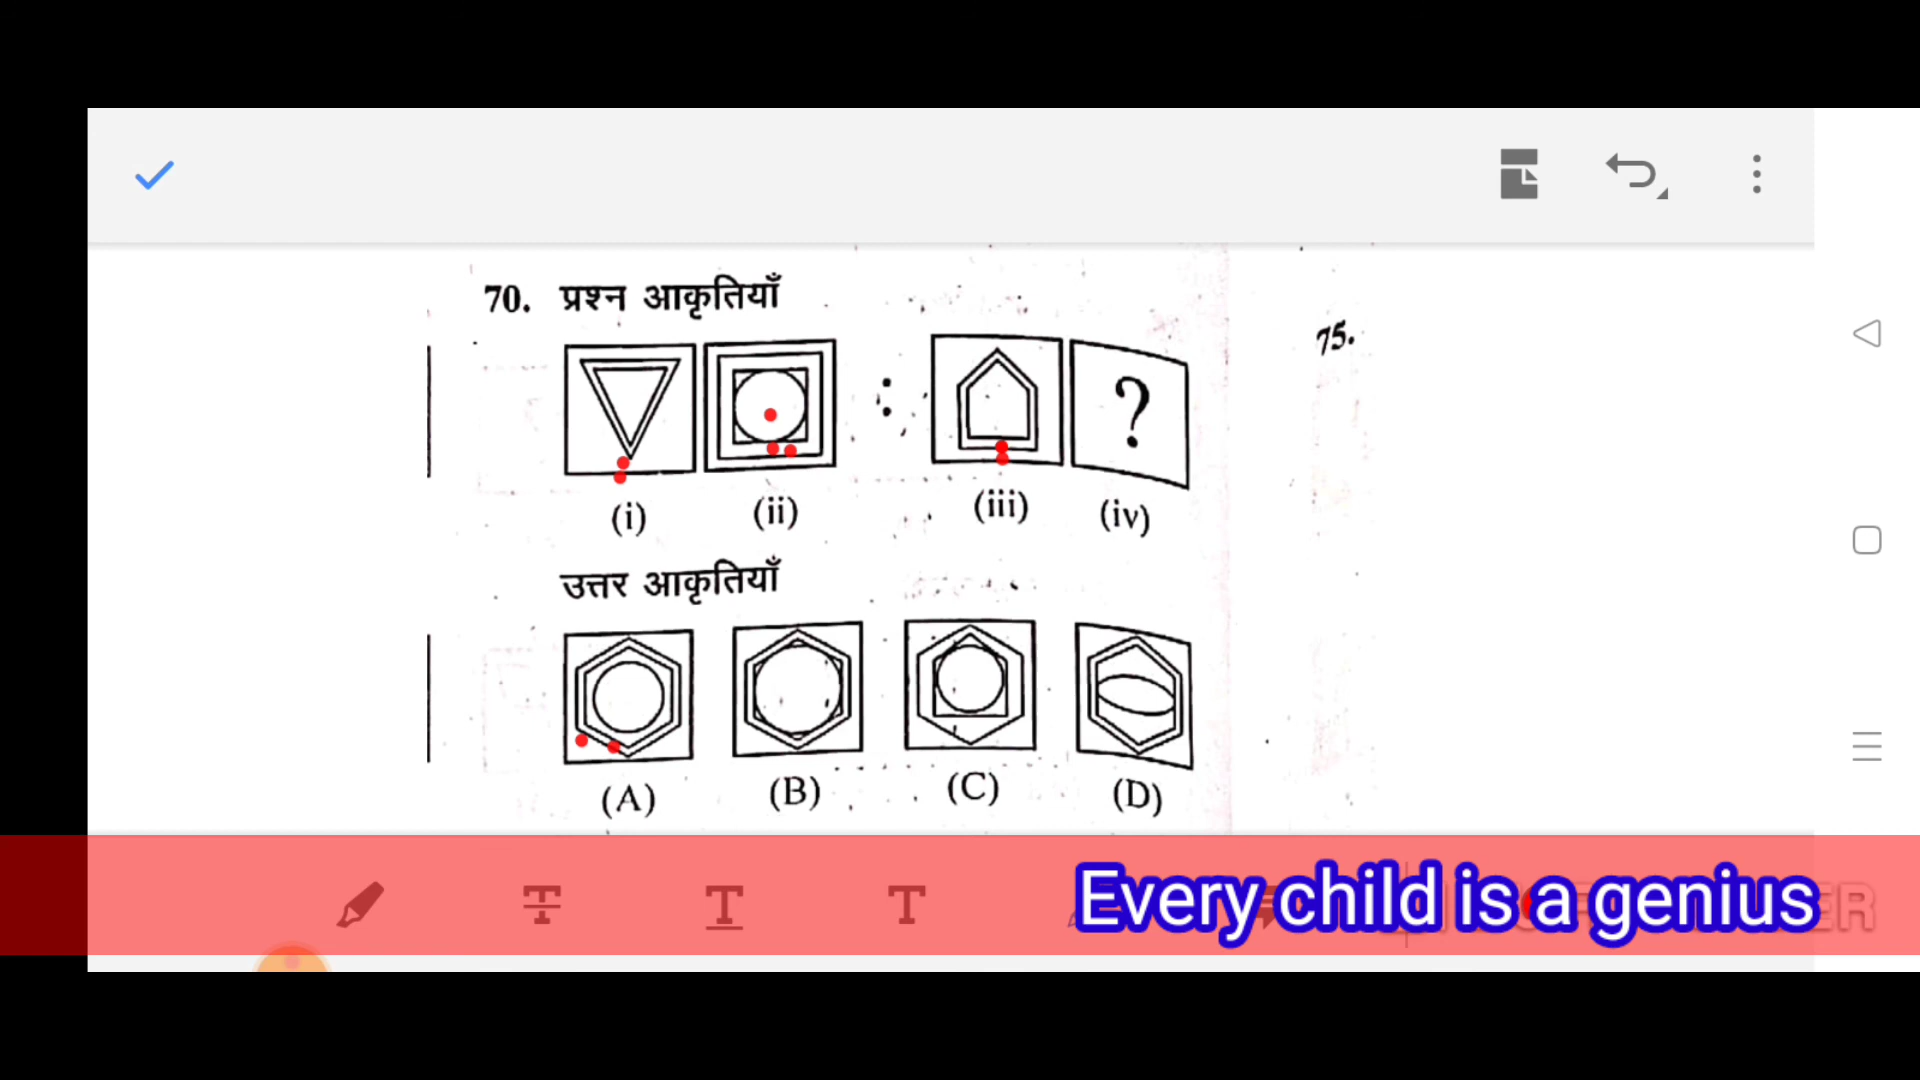 70. प्रश्न आकृतियाँ
75.
:
?
(i) (ii) (iii) (iv)
उत्तर आकृतियाँ
(A) (B) (C) (D)
T T T
Every child is a genius